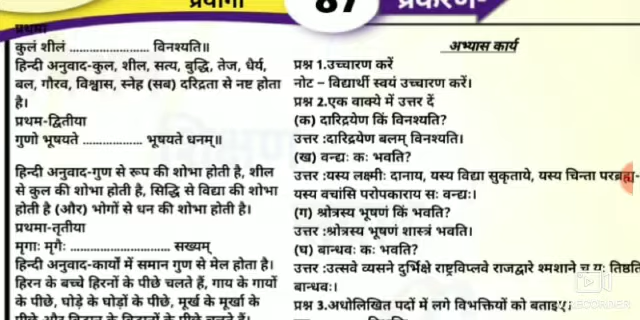 प्रयागा
87
प्रकरण-
प्रथमा
कुलं शीलं ........................ विनश्यति॥
हिन्दी अनुवाद-कुल, शील, सत्य, बुद्धि, तेज, धैर्य,
बल, गौरव, विश्वास, स्नेह (सब) दरिद्रता से नष्ट होता
है।
प्रथम-द्वितीया
गुणो भूषयते .................. भूषयते धनम्॥
हिन्दी अनुवाद-गुण से रूप की शोभा होती है, शील
से कुल की शोभा होती है, सिद्धि से विद्या की शोभा
होती है (और) भोगों से धन की शोभा होती है।
प्रथमा-तृतीया
मृगाः मृगैः .............................. सख्यम्
हिन्दी अनुवाद-कार्यों में समान गुण से मेल होता है।
हिरन के बच्चे हिरनों के पीछे चलते हैं, गाय के गायों
के पीछे, घोड़े के घोड़ों के पीछे, मूर्ख के मूर्खा के
पीछे और विद्वान के विद्वानों के पीछे चलते हैं।
अभ्यास कार्य
प्रश्न 1.उच्चारण करें
नोट – विद्यार्थी स्वयं उच्चारण करें।
प्रश्न 2.एक वाक्ये में उत्तर दें
(क) दारिद्रयेण किं विनश्यति?
उत्तर :दारिद्रयेण बलम् विनश्यति।
(ख) वन्द्यः कः भवति?
उत्तर :यस्य लक्ष्मीः दानाय, यस्य विद्या सुकृताये, यस्य चिन्ता परब्रह्म-
यस्य वचांसि परोपकाराय सः वन्द्यः।
(ग) श्रोत्रस्य भूषणं किं भवति?
उत्तर :श्रोत्रस्य भूषणं शास्त्रं भवति।
(घ) बान्धवः कः भवति?
उत्तर :उत्सवे व्यसने दुर्भिक्षे राष्ट्रविप्लवे राजद्वारे श्मशाने च यः तिष्ठति
बान्धवः।
प्रश्न 3.अधोलिखित पदों में लगे विभक्तियों को बताइए
RECORDER